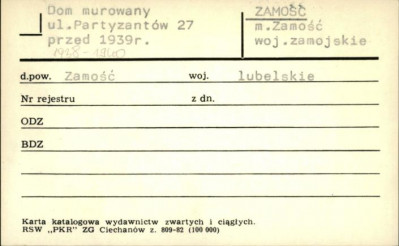 Dom murowany
ul.Partyzantów 27
przed 1939r.
1938-1940
ZAMOŚĆ
m.Zamość
woj.zamojskie
d.pow. Zamość woj. lubelskie
Nr rejestru z dn.
ODZ
BDZ
Karta katalogowa wydawnictw zwartych i ciągłych.
RSW „PKR" ZG Ciechanów z. 809-82 (100 000)